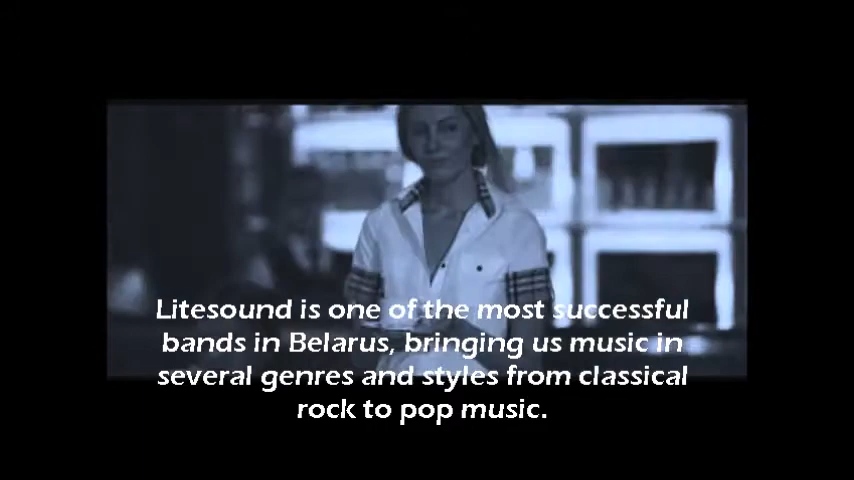 Litesound is one of the most successful
bands in Belarus, bringing us music in
several genres and styles from classical
rock to pop music.